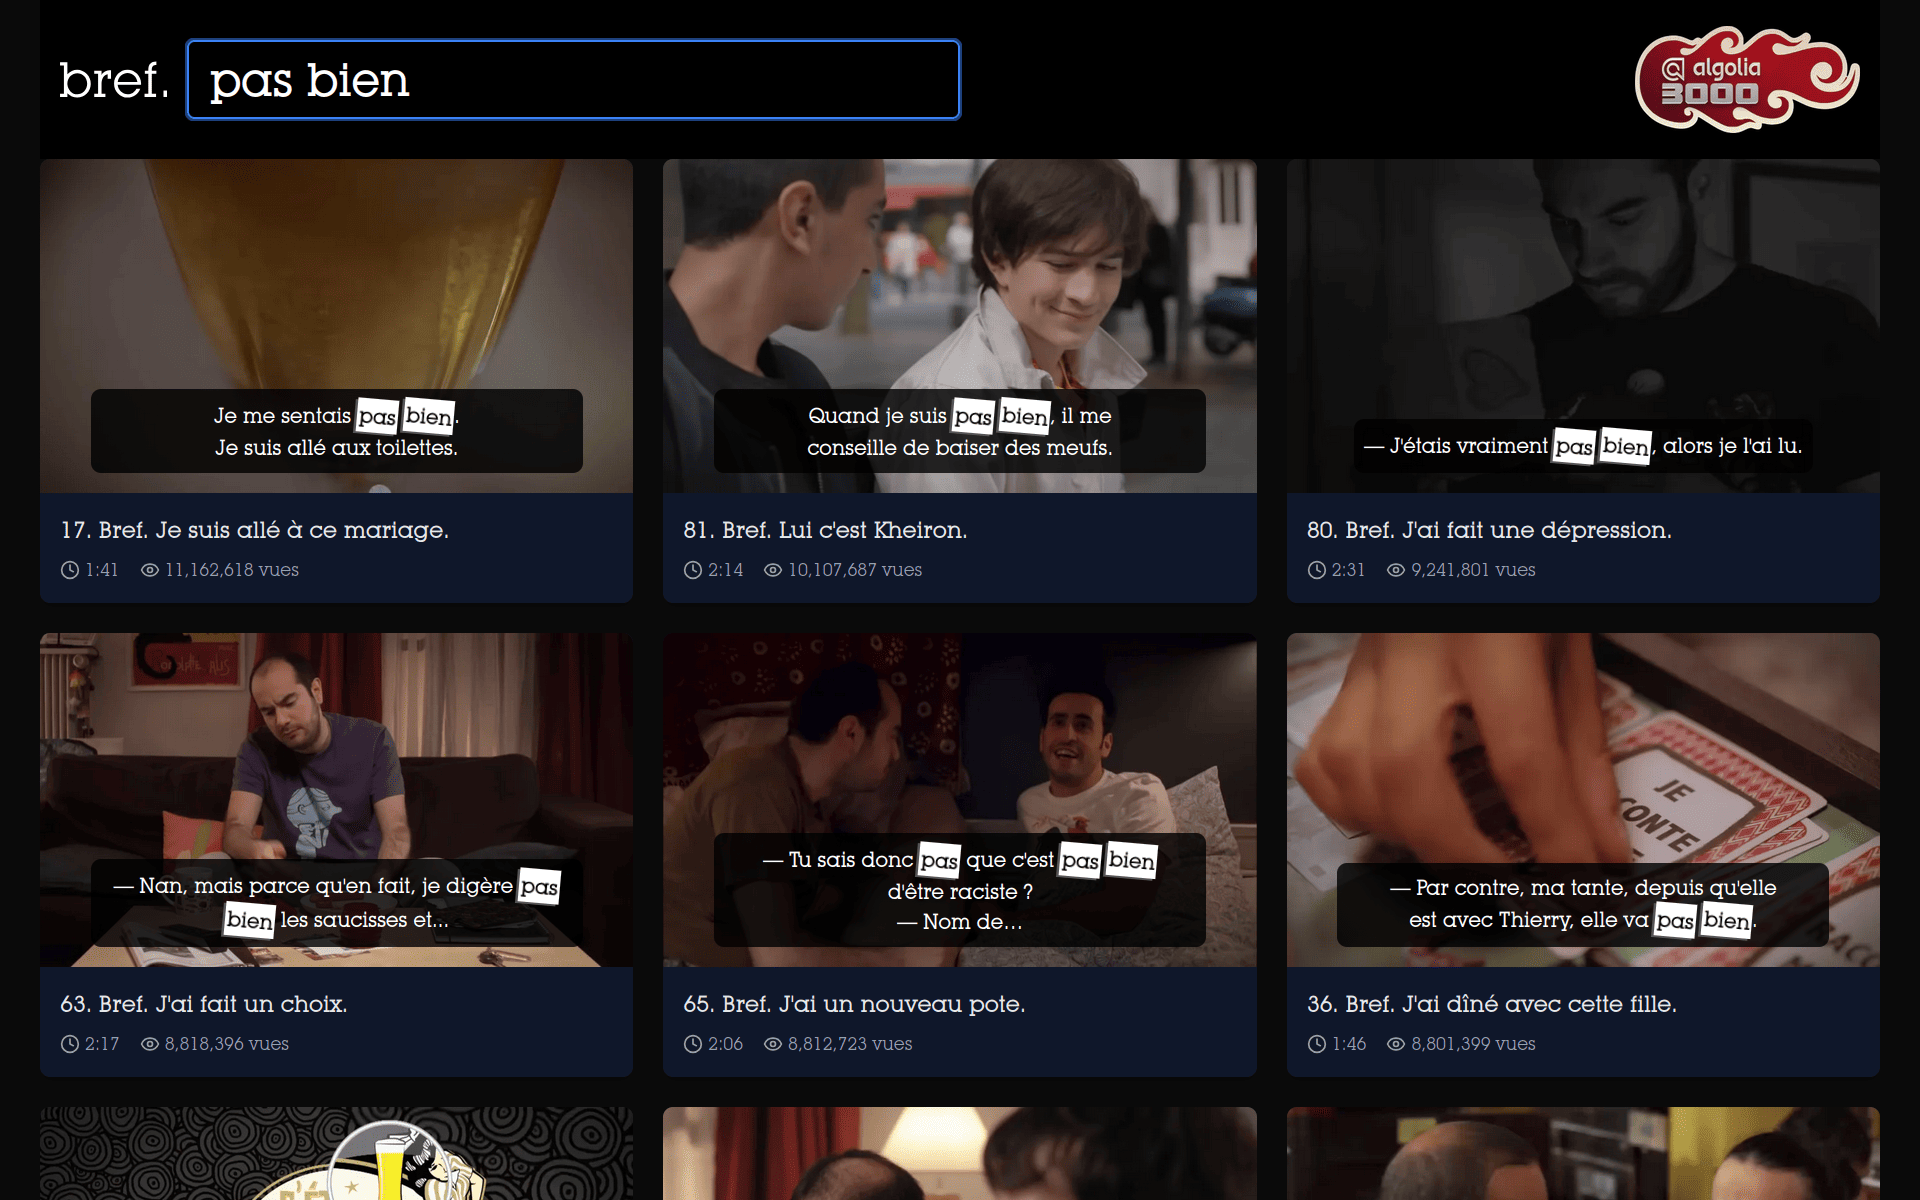 bref.
pas bien
algolia
3000
Je me sentais pas bien.
Je suis allé aux toilettes.
17. Bref. Je suis allé à ce mariage.
1:41 11,162,618 vues
Quand je suis pas bien, il me
conseille de baiser des meufs.
81. Bref. Lui c'est Kheiron.
2:14 10,107,687 vues
— J'étais vraiment pas bien, alors je l'ai lu.
80. Bref. J'ai fait une dépression.
2:31 9,241,801 vues
— Nan, mais parce qu'en fait, je digère pas
bien les saucisses et...
63. Bref. J'ai fait un choix.
2:17 8,818,396 vues
— Tu sais donc pas que c'est pas bien
d'être raciste ?
— Nom de...
65. Bref. J'ai un nouveau pote.
2:06 8,812,723 vues
JE
CONTE
— Par contre, ma tante, depuis qu'elle
est avec Thierry, elle va pas bien.
36. Bref. J'ai dîné avec cette fille.
1:46 8,801,399 vues